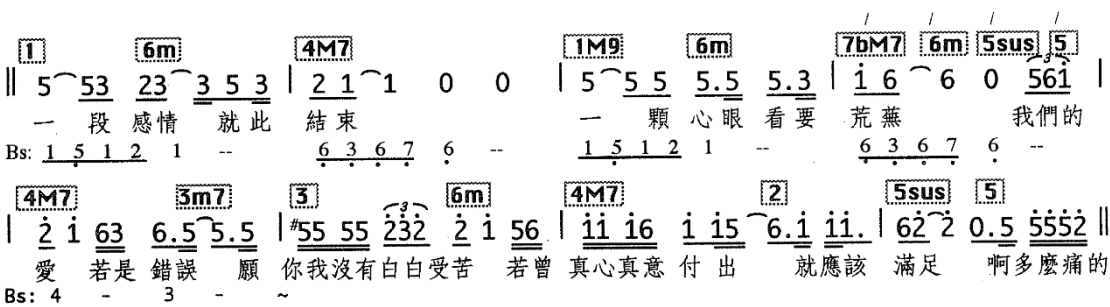 / / / /
1 6m 4M7 1M9 6m 7bM7 6m 5sus 5
‖ 5 53 23 3 5 3 | 2 1 1 0 0 | 5 5 5 5.5 5.3 | 1 6 6 0 561 |
一 段 感情 就此 結束 一 顆 心眼 看要 荒蕪 我們的
Bs: 1 5 1 2 1 -- 6 3 6 7 6 -- 1 5 1 2 1 -- 6 3 6 7 6 --
4M7 3m7 3 6m 4M7 2 5sus 5
| 2 1 63 6.5 5.5 | #55 55 232 2 1 56 | 11 16 1 15 6.1 11. | 62 2 0.5 5552 ‖
愛 若是 錯誤 願 你我沒有白白受苦 若曾 真心真意 付出 就應該 滿足 啊多麼痛的
Bs: 4 - 3 - ~